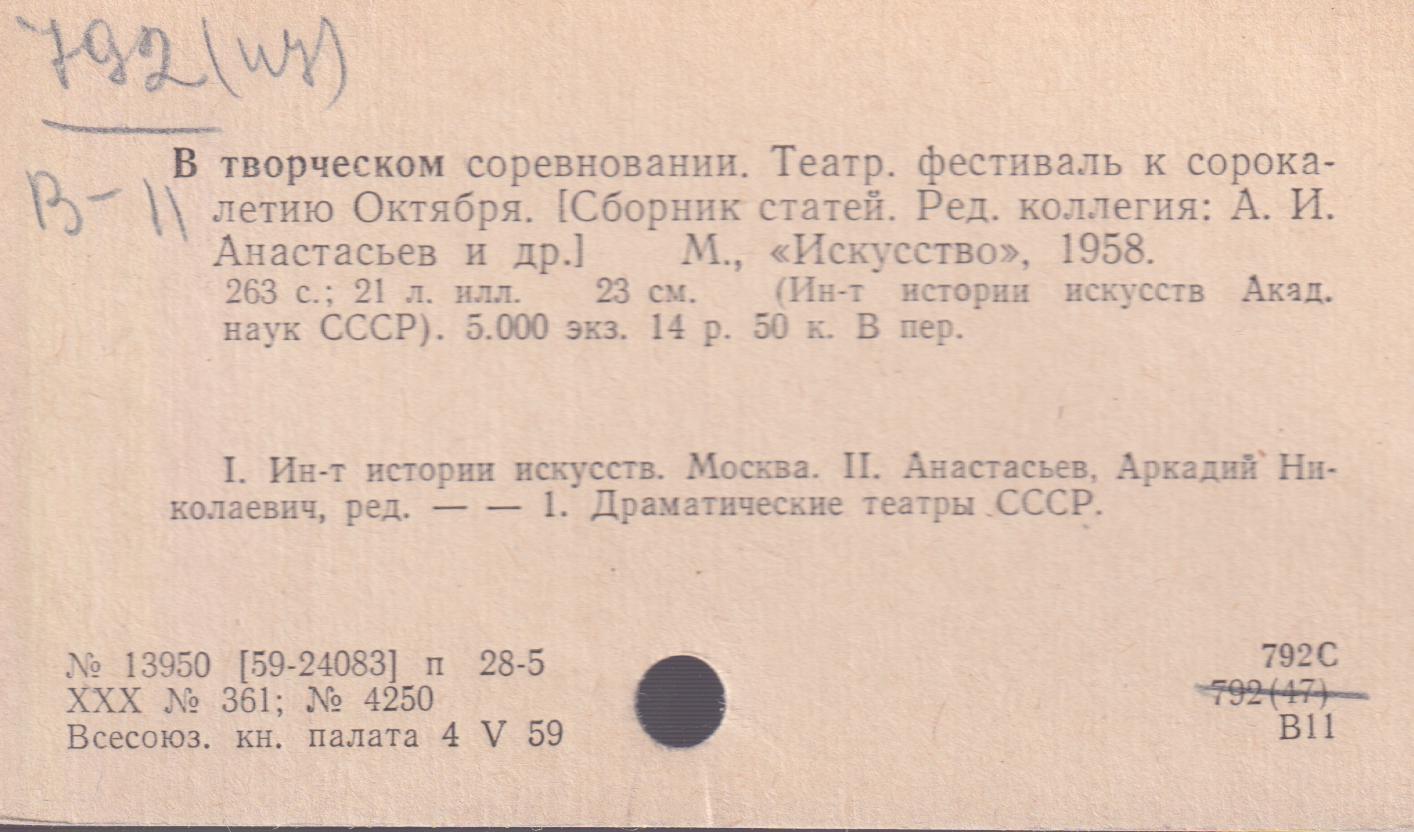 792(из)
В-11
В творческом соревновании. Театр. фестиваль к сорока-
летию Октября. [Сборник статей. Ред. коллегия: А. И.
Анастасьев и др.] М., «Искусство», 1958.
263 с.; 21 л. илл. 23 см. (Ин-т истории искусств Акад.
наук СССР). 5.000 экз. 14 р. 50 к. В пер.
I. Ин-т истории искусств. Москва. II. Анастасьев, Аркадий Ни-
колаевич, ред. — — 1. Драматические театры СССР.
№ 13950 [59-24083] п 28-5
XXX № 361; № 4250
Всесоюз. кн. палата 4 V 59
792С
792(47)
В11